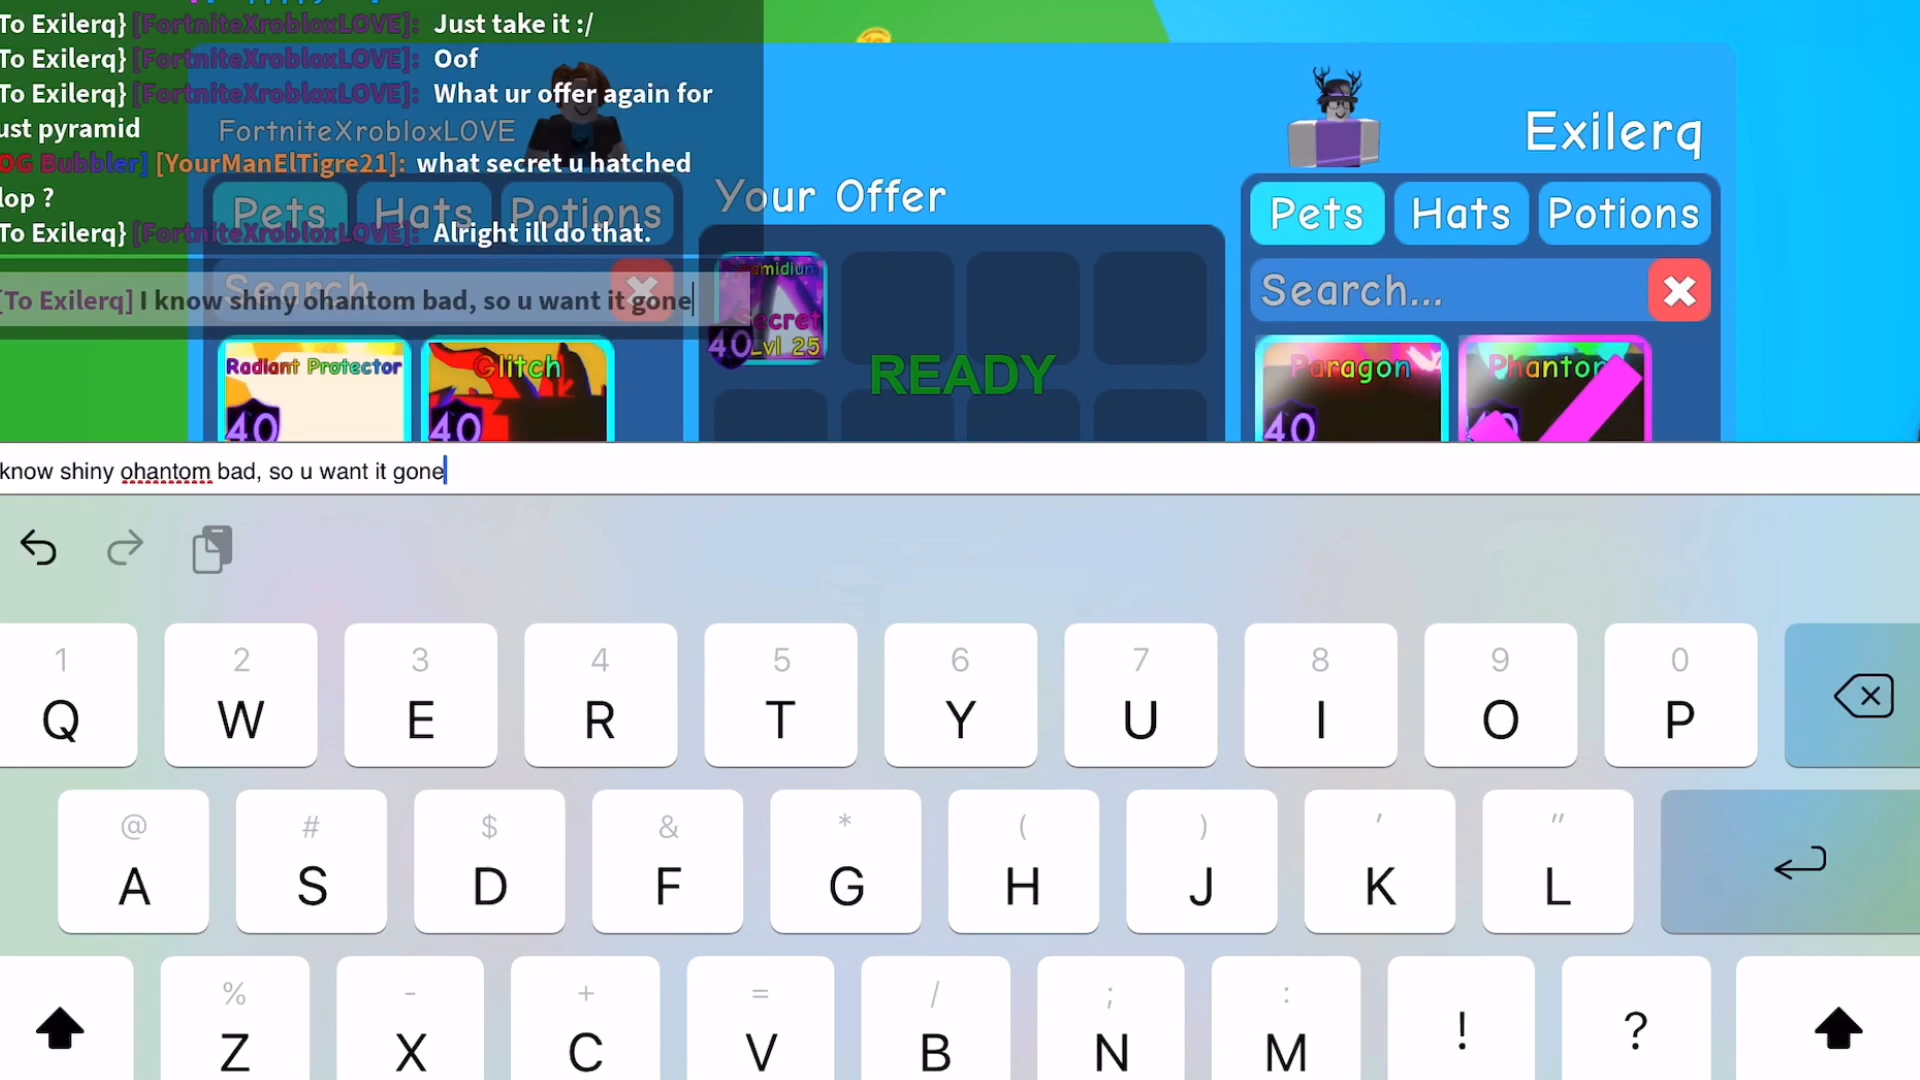 To Exilerq} [FortniteXrobloxLOVE]: Just take it :/
To Exilerq} [FortniteXrobloxLOVE]: Oof
To Exilerq} [FortniteXrobloxLOVE]: What ur offer again for
ust pyramid
OG Bubbler] [YourManElTigre21]: what secret u hatched
lop ?
To Exilerq} [FortniteXrobloxLOVE]: Alright ill do that.
[To Exilerq] I know shiny ohantom bad, so u want it gone
FortniteXrobloxLOVE
Pets Hats Potions
Search...
Radiant Protector
40
Glitch
40
Your Offer
Secret
40 Lvl 25
READY
Exilerq
Pets Hats Potions
Search...
Paragon
40
Phantom
know shiny ohantom bad, so u want it gone
1 2 3 4 5 6 7 8 9 0
Q W E R T Y U I O P
@ # $ & * ( ) ' "
A S D F G H J K L
% - + = / ; :
Z X C V B N M ! ?